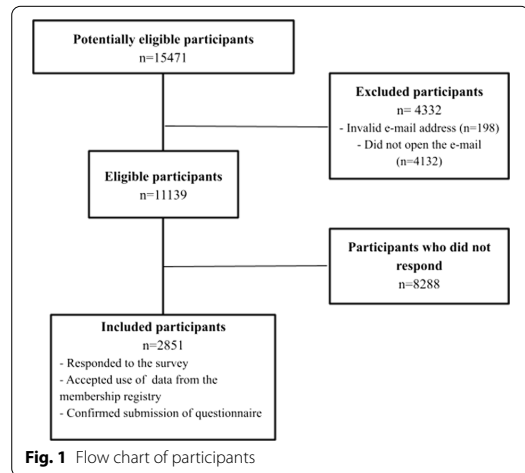 Potentially eligible participants
n=15471
Excluded participants
n= 4332
- Invalid e-mail address (n=198)
- Did not open the e-mail
(n=4132)
Eligible participants
n=11139
Participants who did not
respond
n=8288
Included participants
n=2851
- Responded to the survey
- Accepted use of data from the
membership registry
- Confirmed submission of questionnaire
Fig. 1 Flow chart of participants